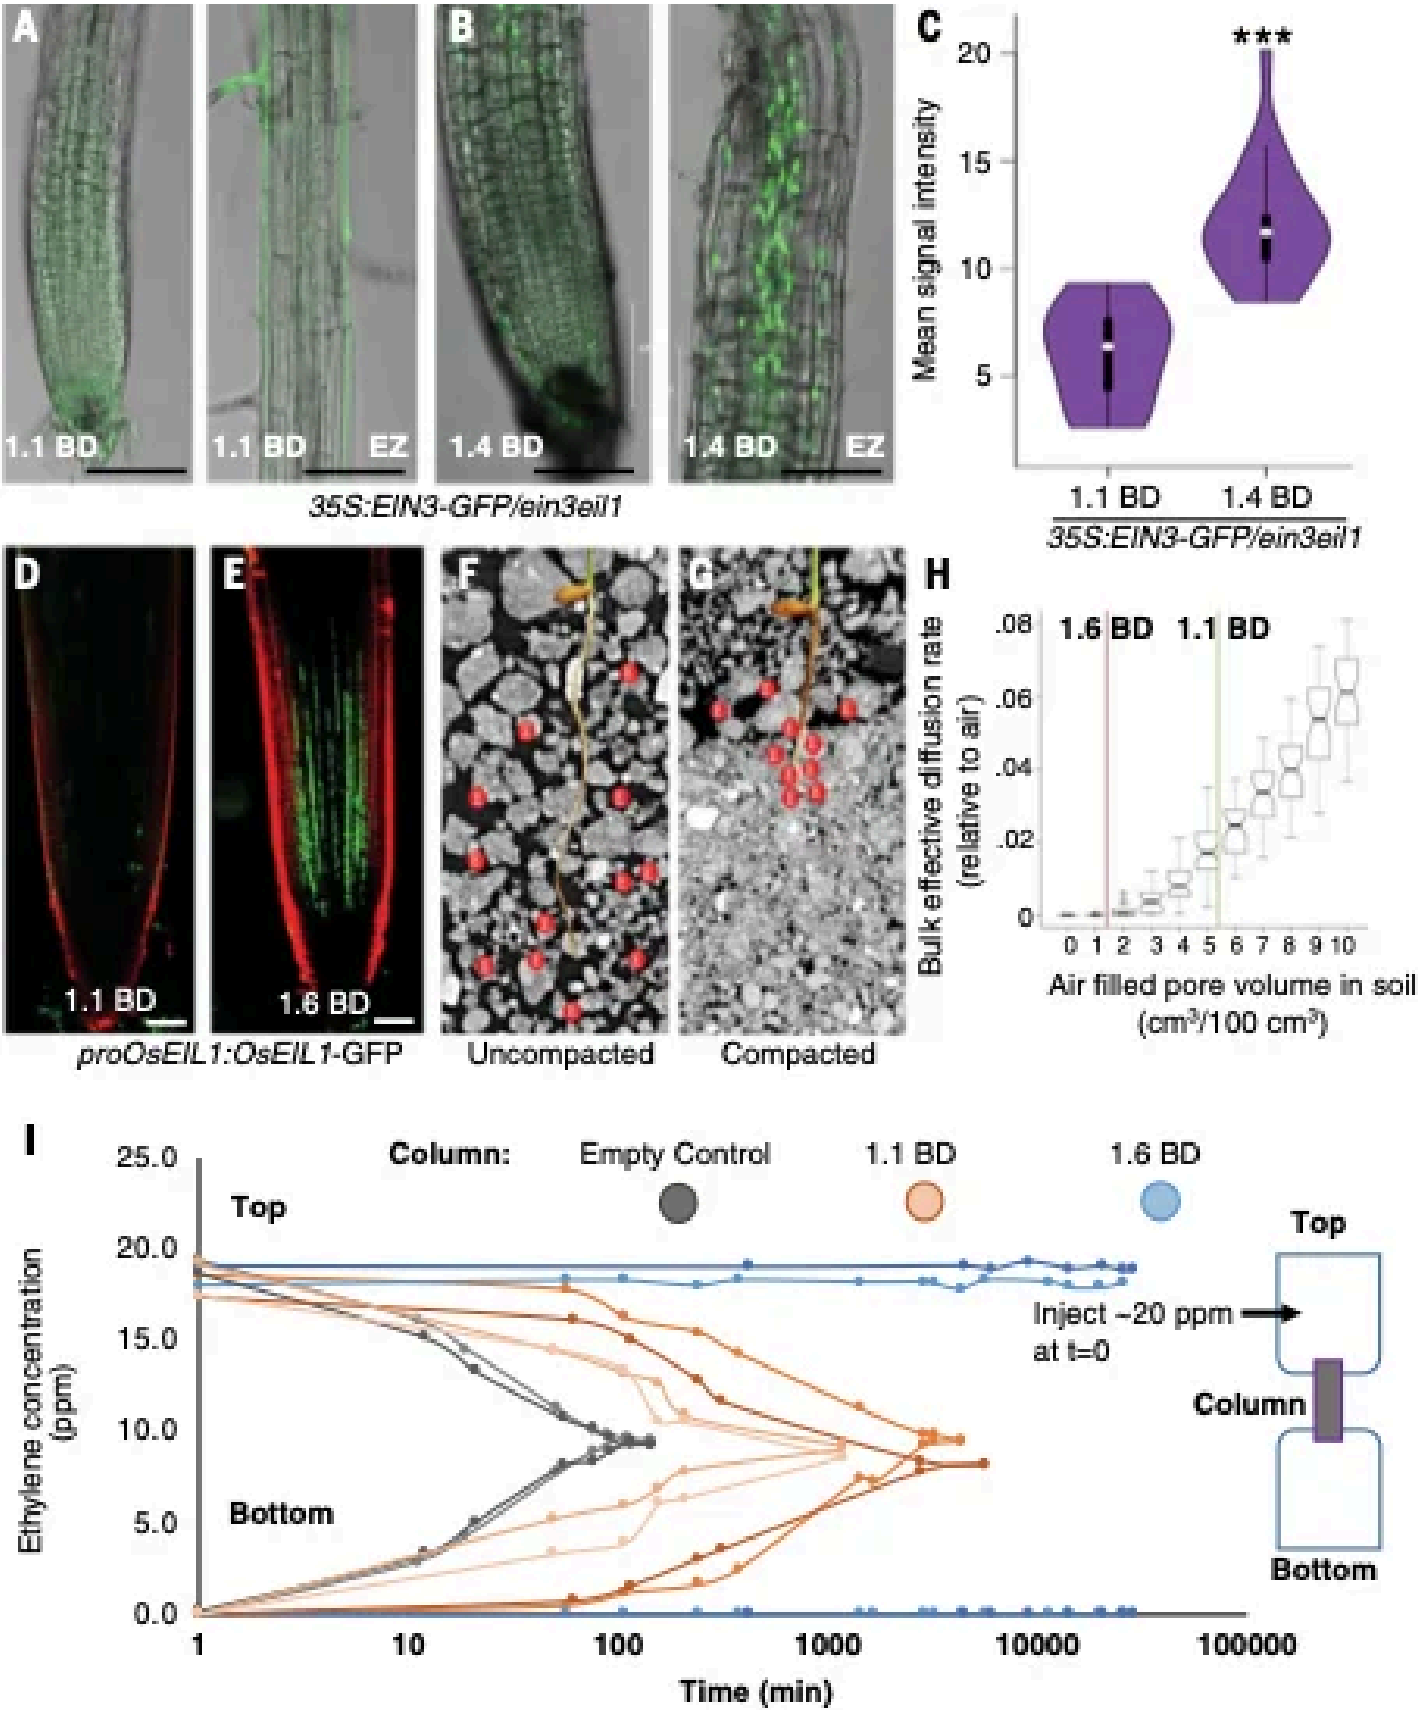 A
B
C
1.1 BD
1.1 BD
EZ
1.4 BD
1.4 BD
EZ
35S:EIN3-GFP/ein3eil1
Mean signal intensity
20
15
10
5
***
1.1 BD
1.4 BD
35S:EIN3-GFP/ein3eil1
D
E
F
G
H
1.1 BD
1.6 BD
proOsEIL1:OsEIL1-GFP
Uncompacted
Compacted
Bulk effective diffusion rate
(relative to air)
.08
.06
.04
.02
0
1.6 BD
1.1 BD
0 1 2 3 4 5 6 7 8 9 10
Air filled pore volume in soil
(cm³/100 cm³)
I
Column:
Empty Control
1.1 BD
1.6 BD
Ethylene concentration
(ppm)
25.0
20.0
15.0
10.0
5.0
0.0
Top
Bottom
1 10 100 1000 10000 100000
Time (min)
Top
Inject ~20 ppm
at t=0
Column
Bottom